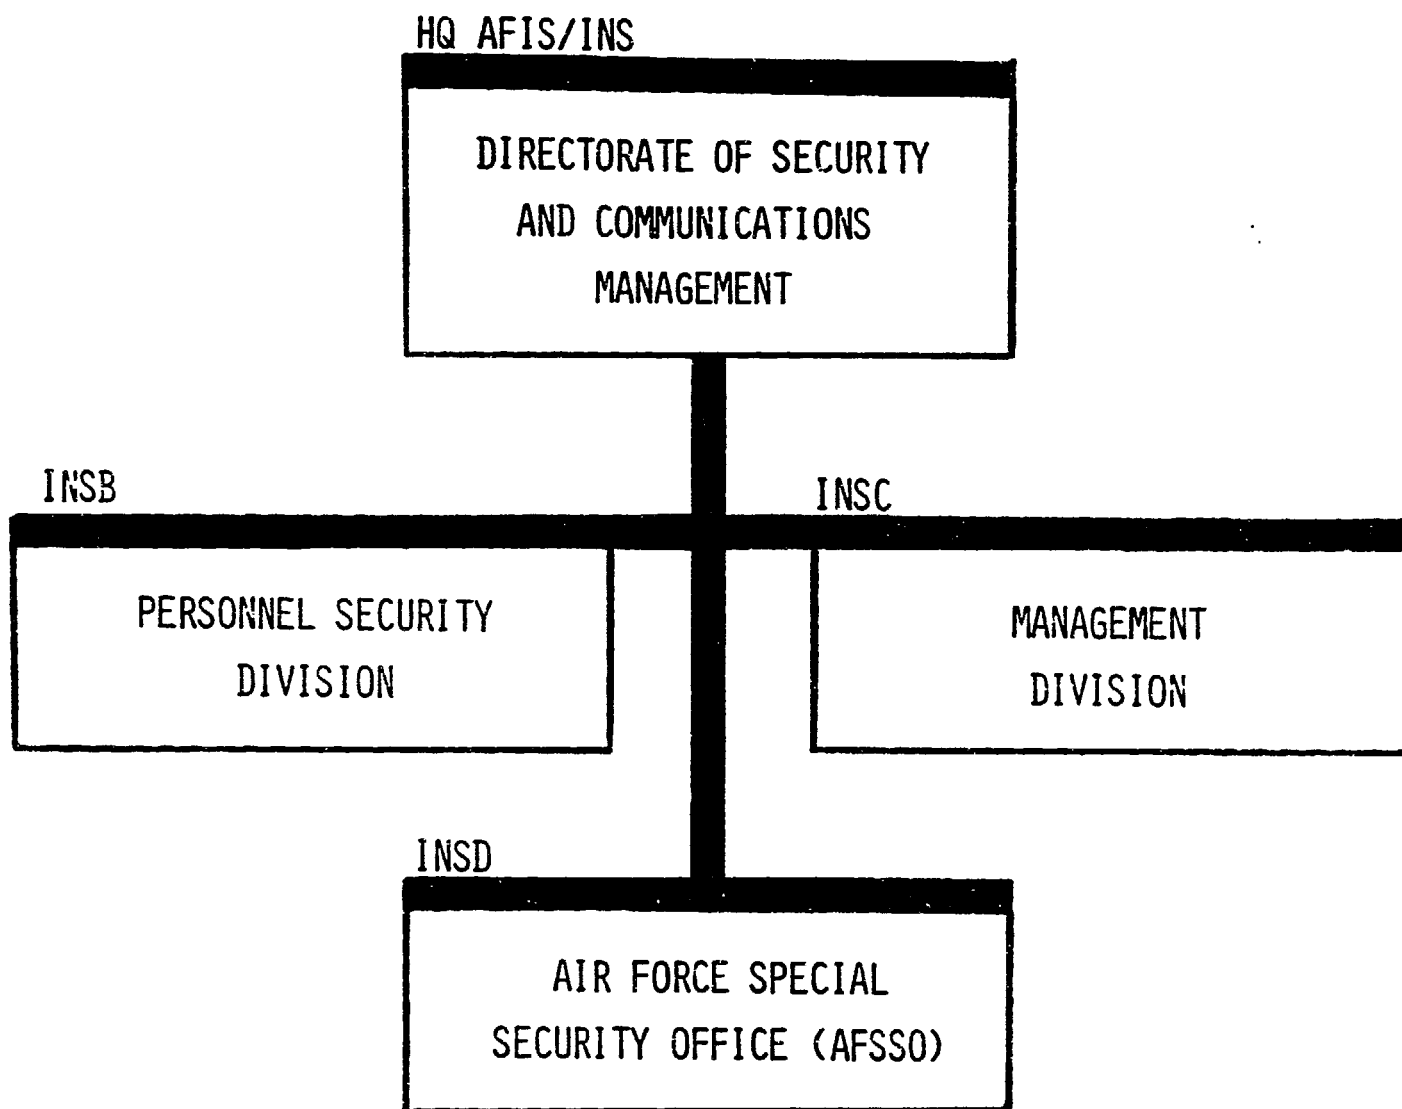 HQ AFIS/INS
DIRECTORATE OF SECURITY
AND COMMUNICATIONS
MANAGEMENT
INSB
INSC
PERSONNEL SECURITY
DIVISION
MANAGEMENT
DIVISION
INSD
AIR FORCE SPECIAL
SECURITY OFFICE (AFSSO)